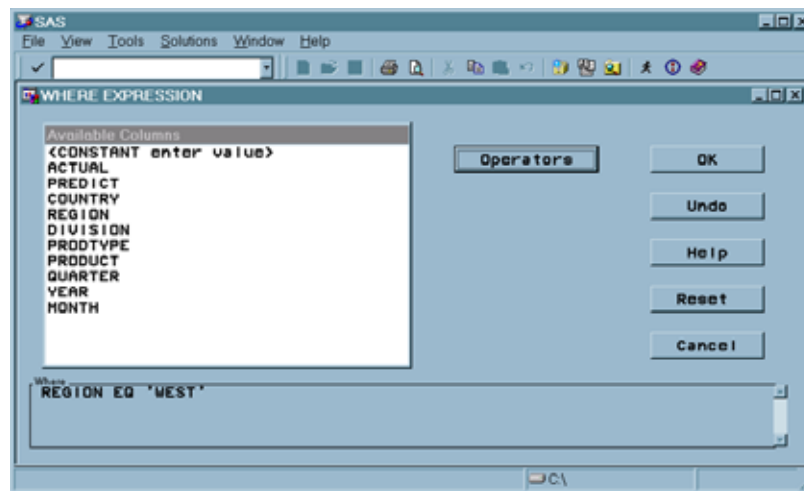 SAS
File View Tools Solutions Window Help
WHERE EXPRESSION
Available Columns
<CONSTANT enter value>
ACTUAL
PREDICT
COUNTRY
REGION
DIVISION
PRODTYPE
PRODUCT
QUARTER
YEAR
MONTH
Operators
OK
Undo
Help
Reset
Cancel
Where
REGION EQ 'WEST'
C:\